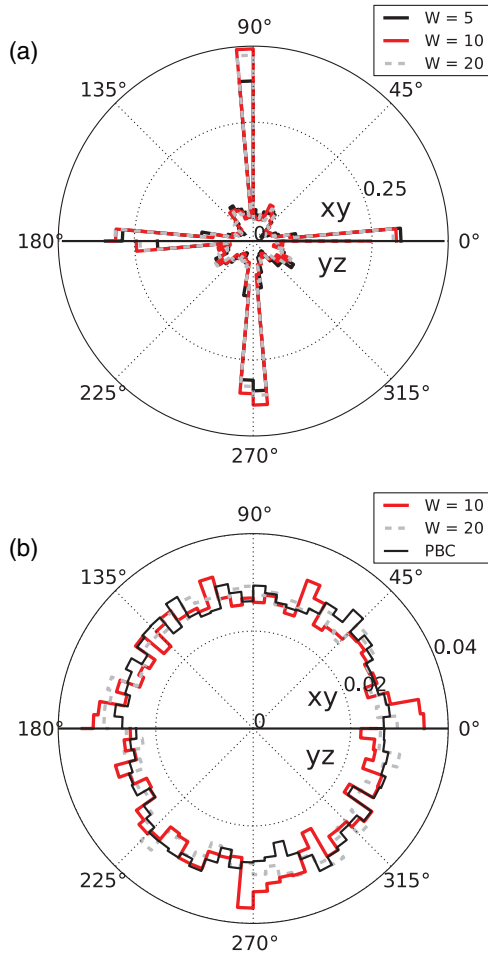 (a)
90°
W = 5
W = 10
W = 20
135°
45°
0.25
xy
180°
0
0°
yz
225°
315°
270°
(b)
90°
W = 10
W = 20
PBC
135°
45°
0.04
xy
0.02
180°
0
0°
yz
225°
315°
270°